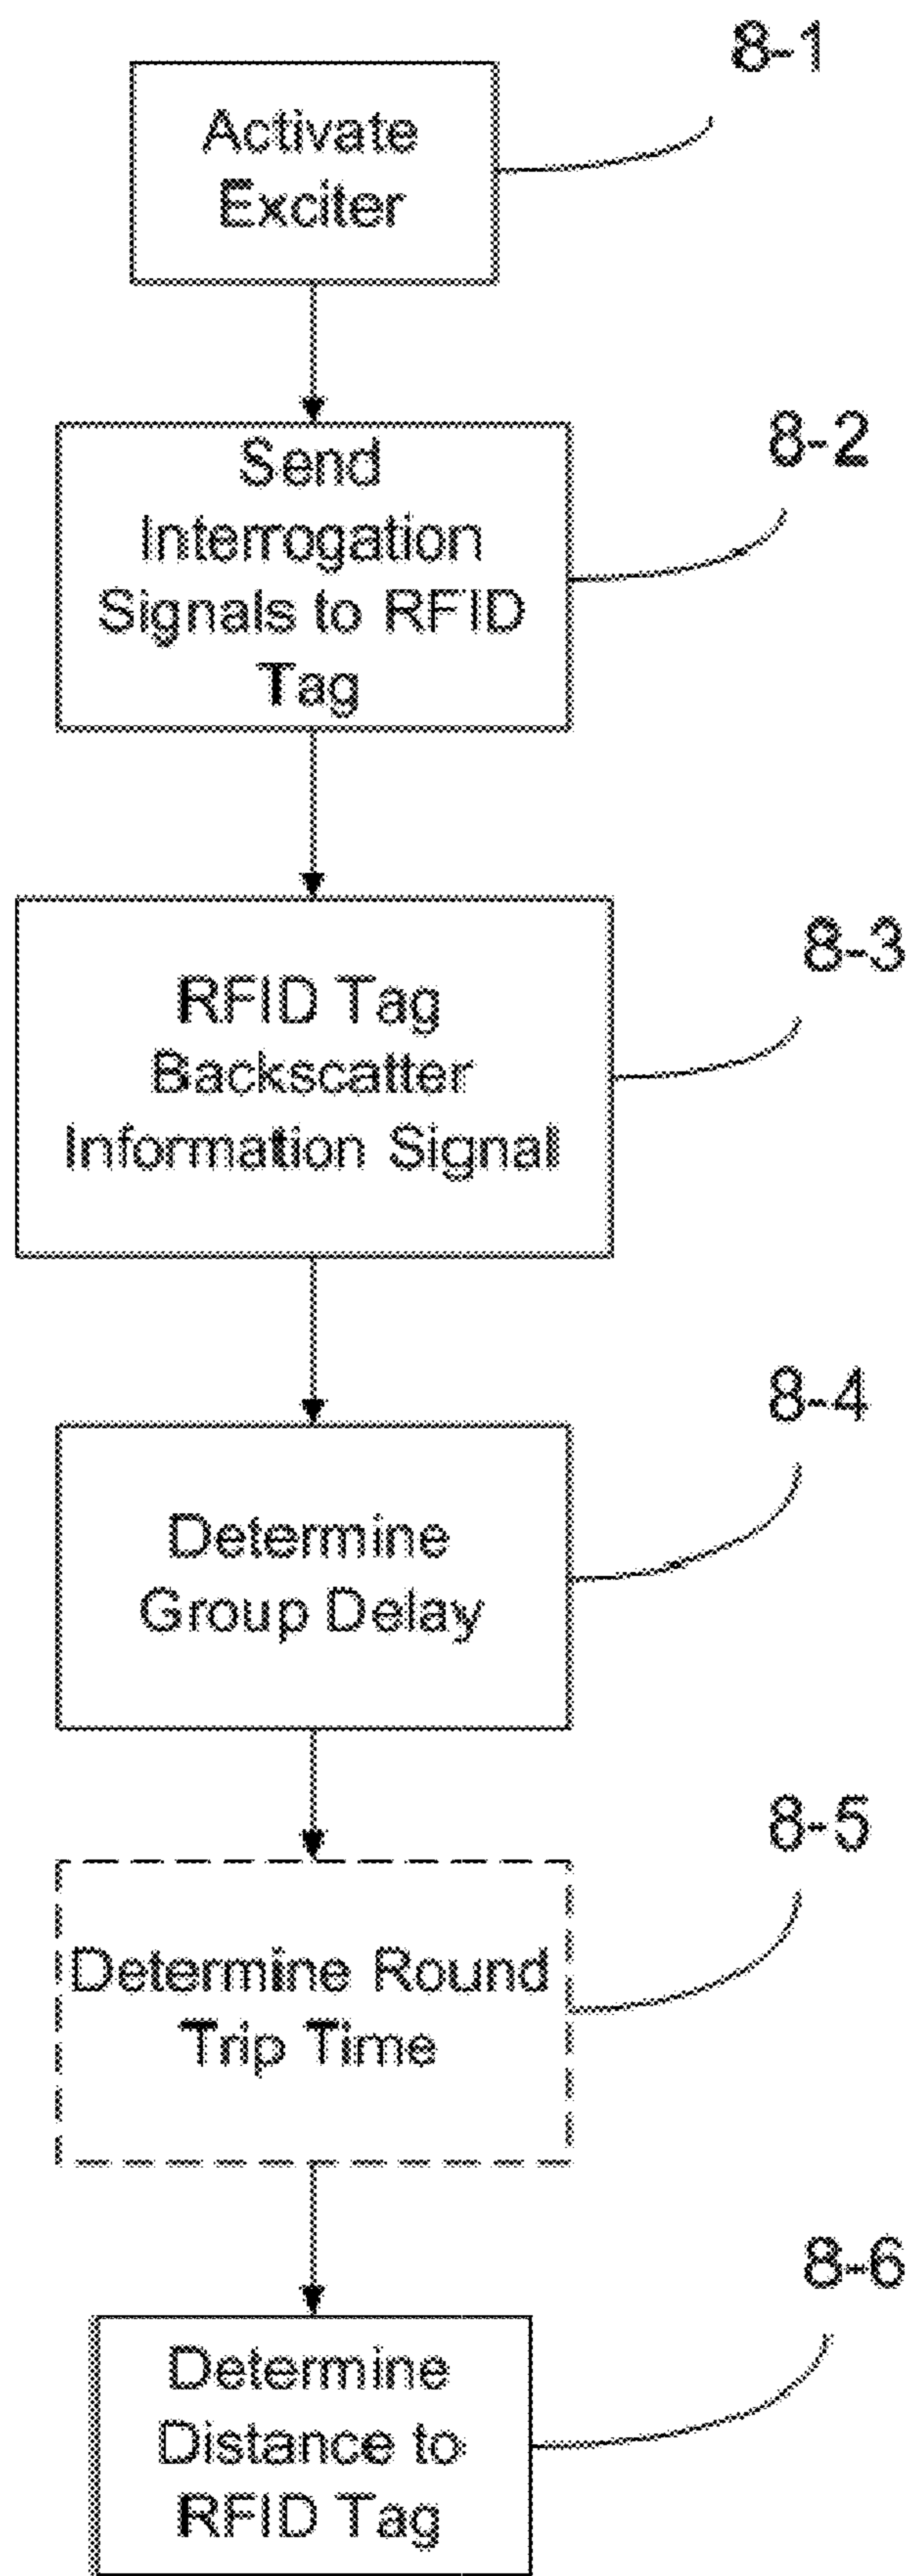 8-1
Activate
Exciter
8-2
Send
Interrogation
Signals to RFID
Tag
8-3
RFID Tag
Backscatter
Information Signal
8-4
Determine
Group Delay
8-5
Determine Round
Trip Time
8-6
Determine
Distance to
RFID Tag